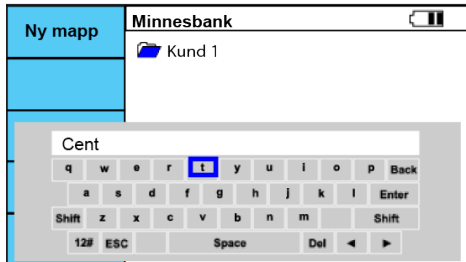 Ny mapp
Minnesbank
Kund 1
Cent
q w e r t y u i o p Back
a s d f g h j k l Enter
Shift z x c v b n m Shift
12# ESC Space Del ◄ ►